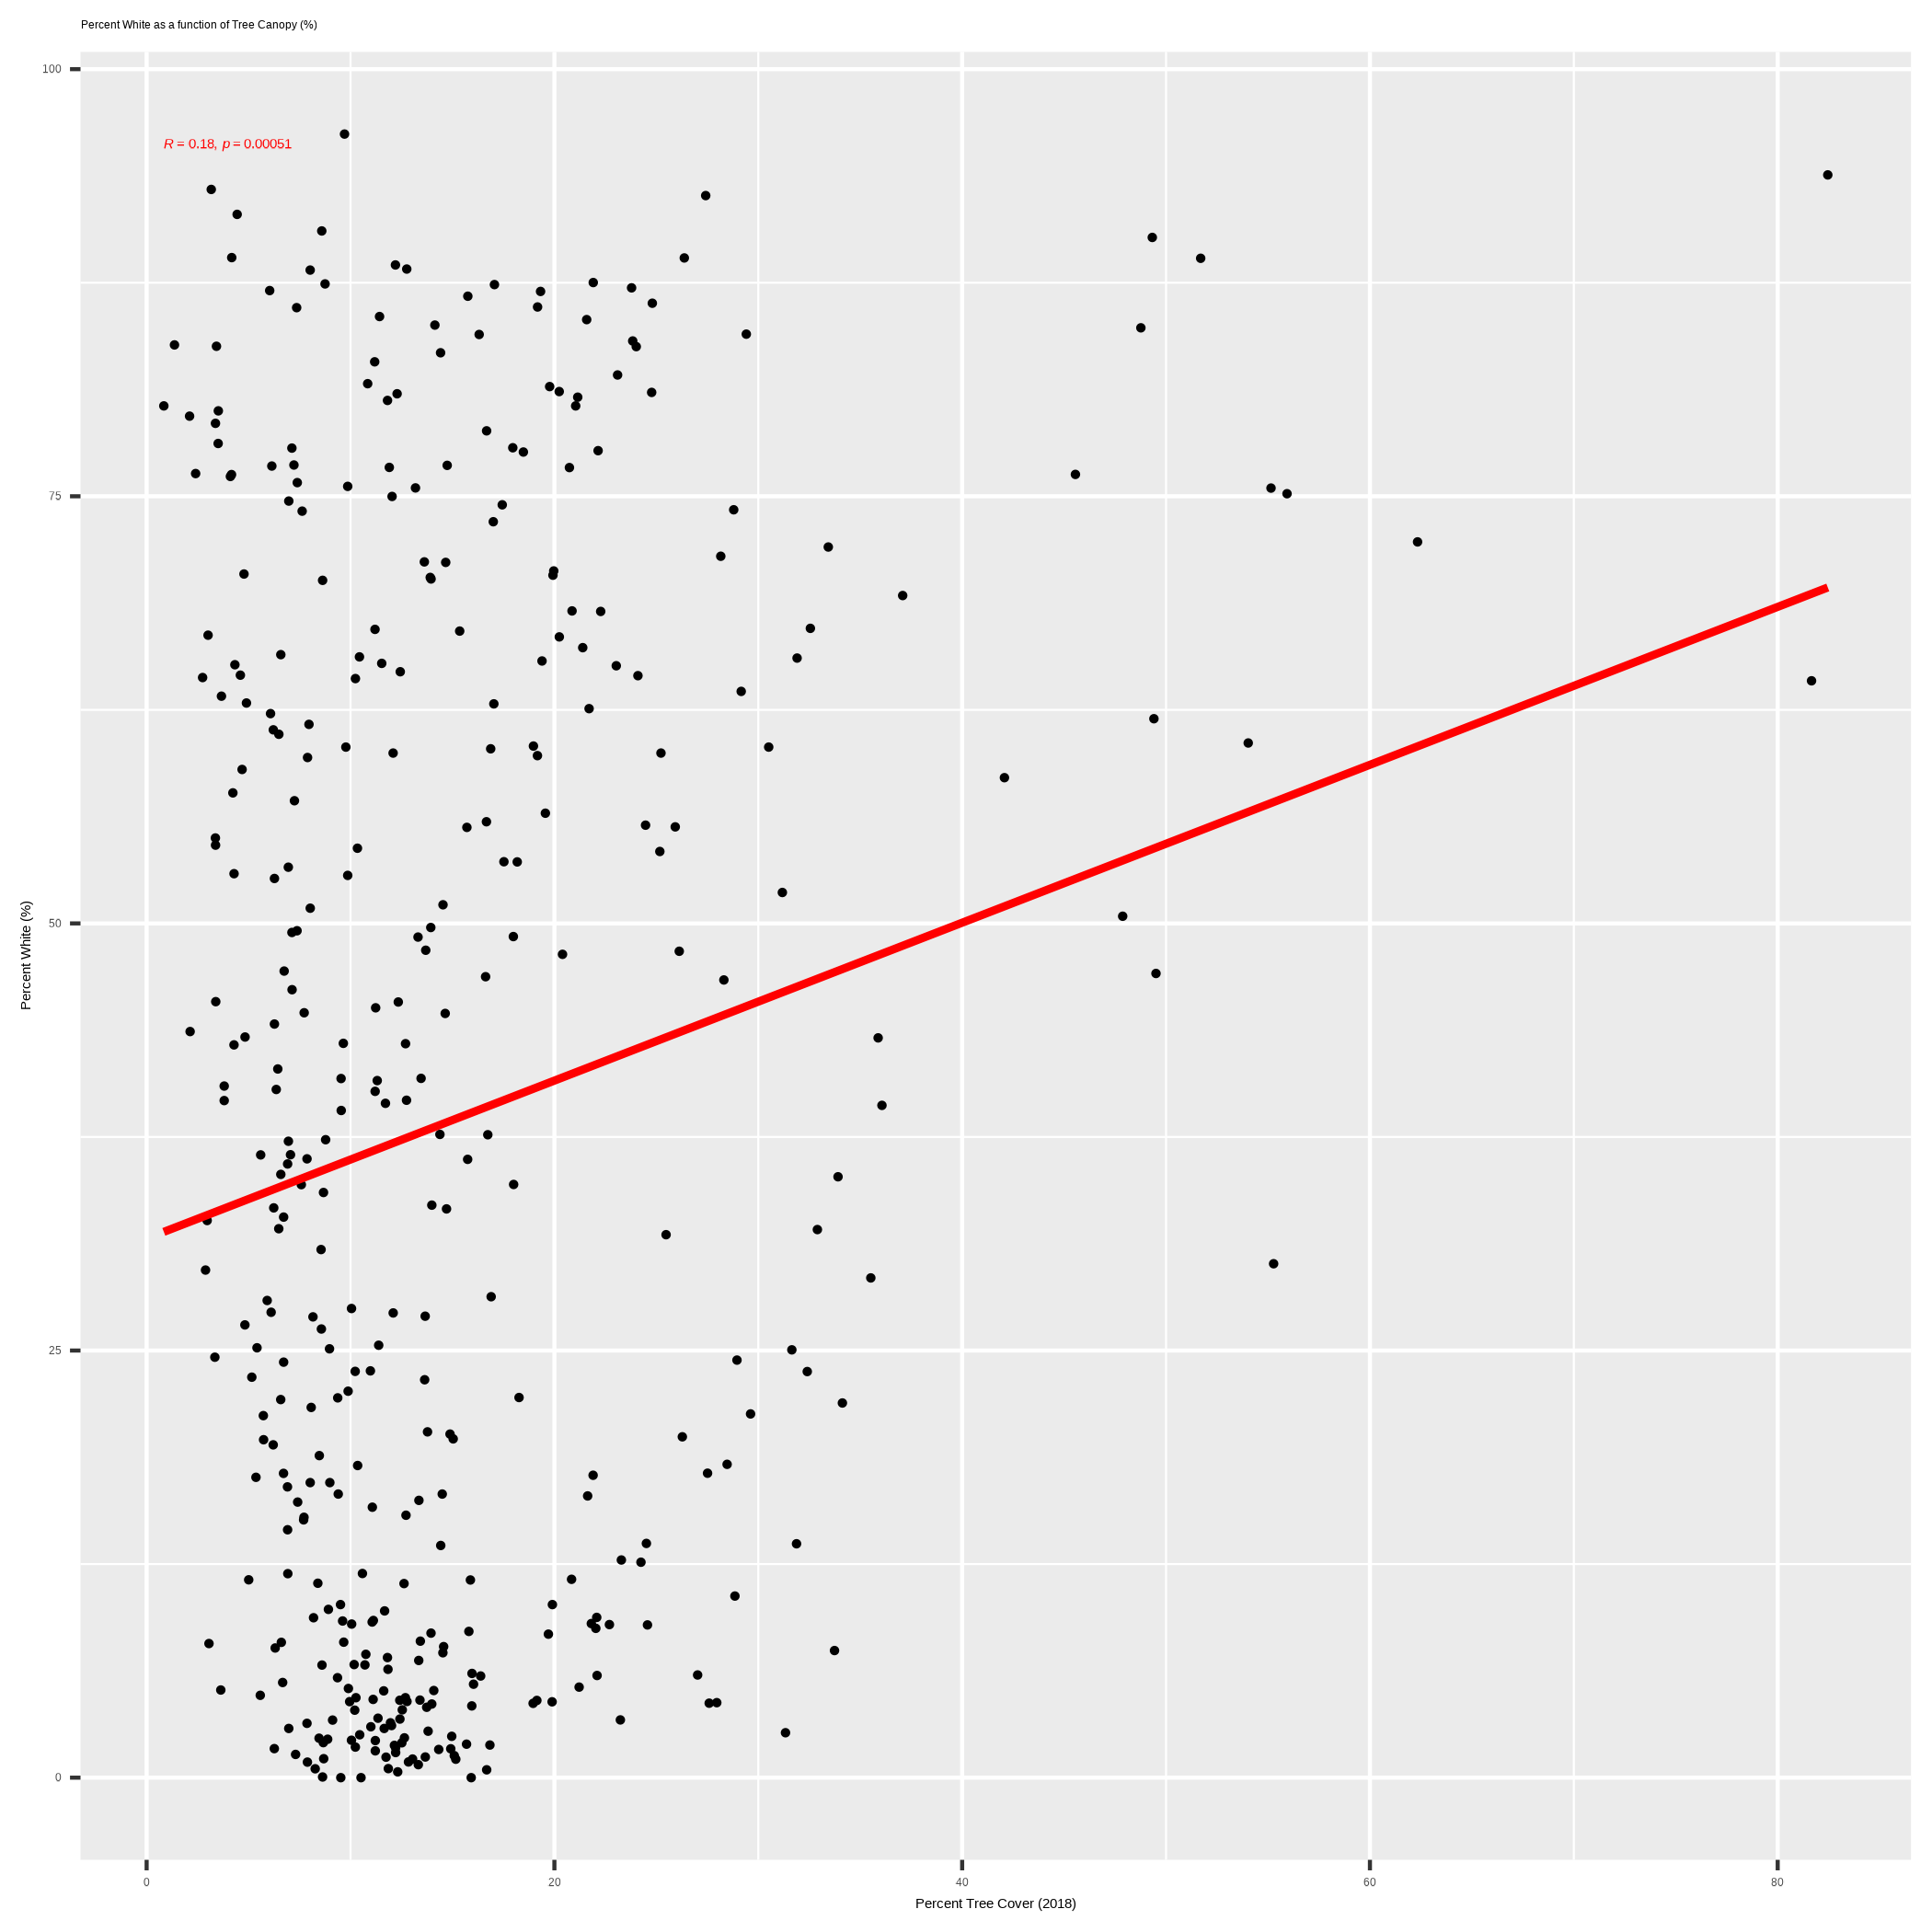 Percent White as a function of Tree Canopy (%)
100
R = 0.18, p = 0.00051
75
Percent White (%)
50
25
0
0 20 40 60 80
Percent Tree Cover (2018)